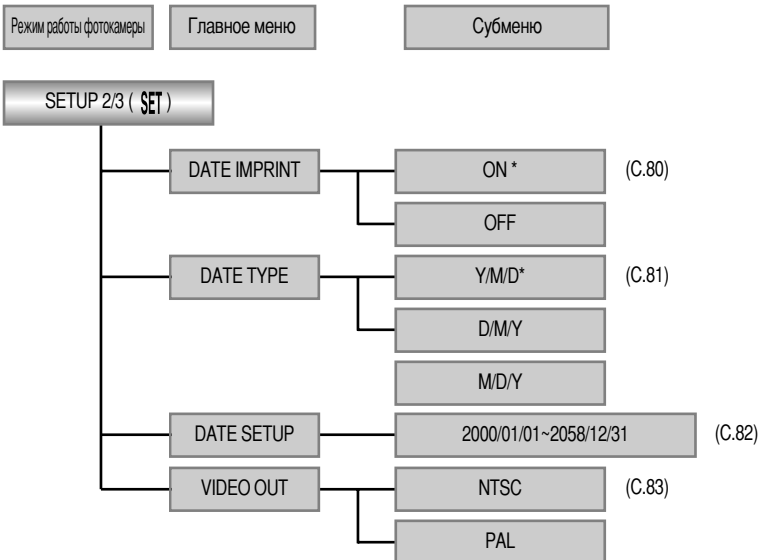 Режим работы фотокамеры Главное меню Субменю
SETUP 2/3 ( SET )
DATE IMPRINT ON * (С.80)
OFF
DATE TYPE Y/M/D* (С.81)
D/M/Y
M/D/Y
DATE SETUP 2000/01/01~2058/12/31 (С.82)
VIDEO OUT NTSC (С.83)
PAL